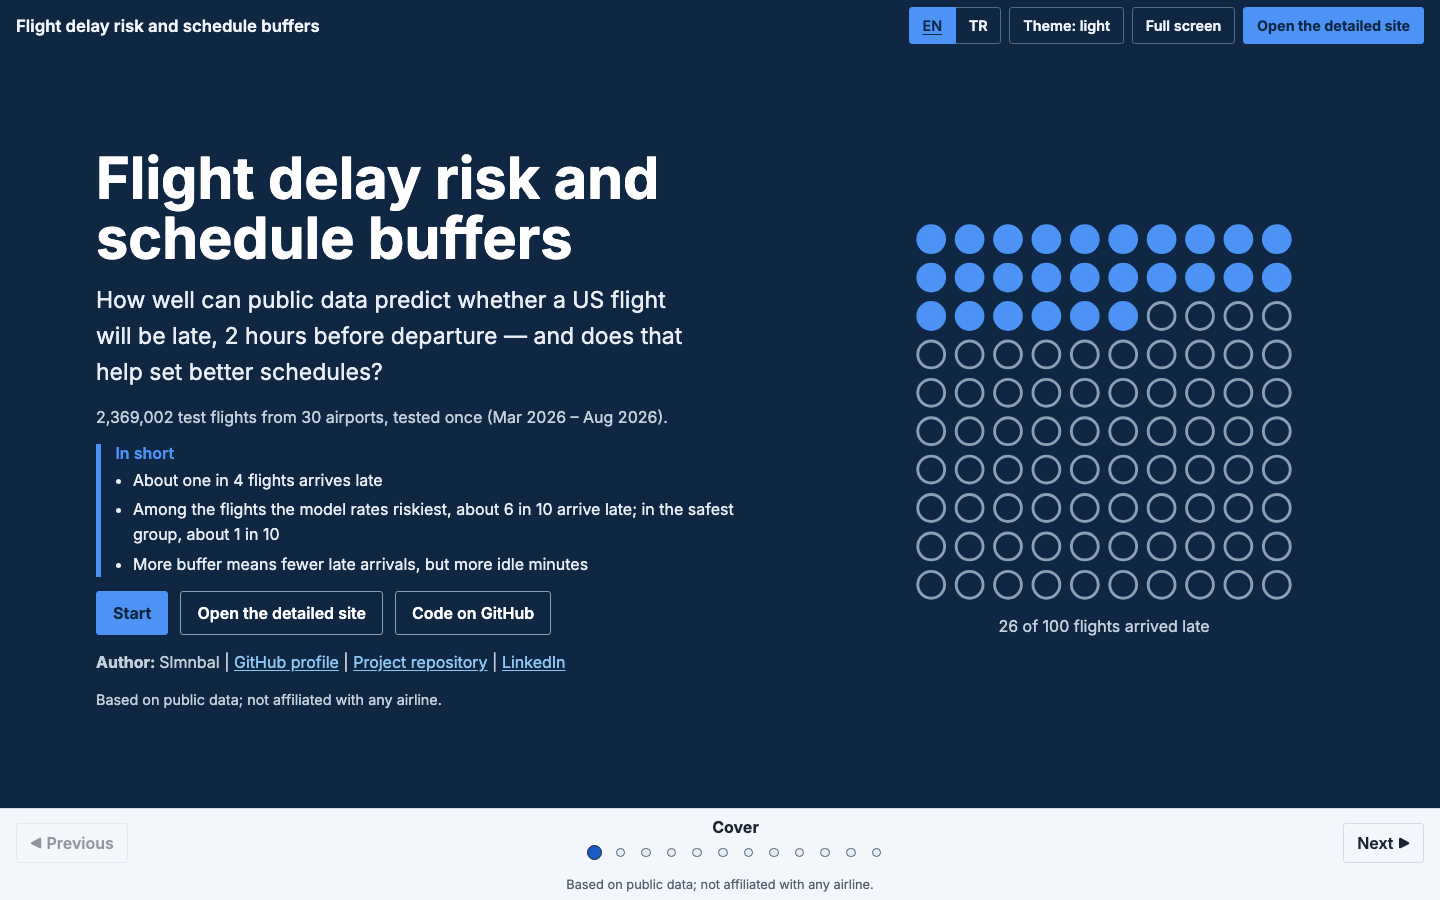 Flight delay risk and schedule buffers
EN
TR
Theme: light
Full screen
Open the detailed site
Flight delay risk and
schedule buffers
How well can public data predict whether a US flight
will be late, 2 hours before departure — and does that
help set better schedules?
2,369,002 test flights from 30 airports, tested once (Mar 2026 – Aug 2026).
In short
• About one in 4 flights arrives late
• Among the flights the model rates riskiest, about 6 in 10 arrive late; in the safest
group, about 1 in 10
• More buffer means fewer late arrivals, but more idle minutes
Start
Open the detailed site
Code on GitHub
Author: Slmnbal | GitHub profile | Project repository | LinkedIn
Based on public data; not affiliated with any airline.
26 of 100 flights arrived late
◀ Previous
Cover
Next ▶
Based on public data; not affiliated with any airline.